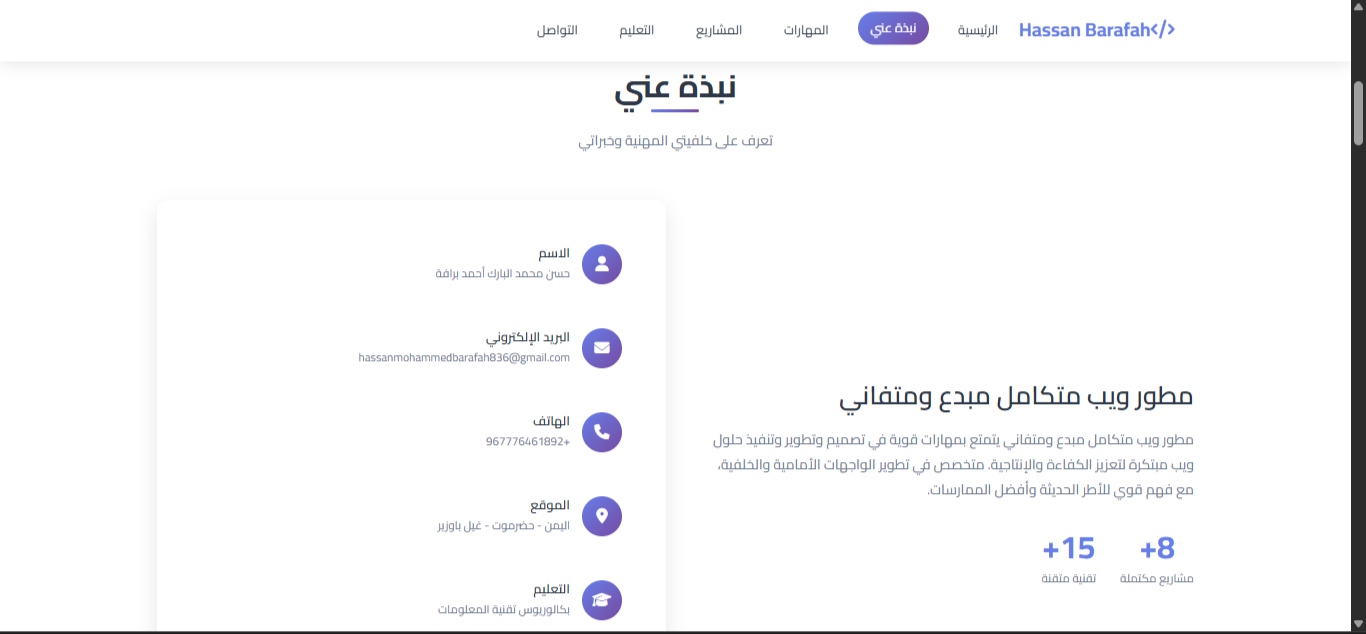 Hassan Barafah</>
الرئيسية
نبذة عني
المهارات
المشاريع
التعليم
التواصل
نبذة عني
تعرف على خلفيتي المهنية وخبراتي
مطور ويب متكامل مبدع ومتفاني
مطور ويب متكامل مبدع ومتفاني يتمتع بمهارات قوية في تصميم وتطوير وتنفيذ حلول
ويب مبتكرة لتعزيز الكفاءة والإنتاجية. متخصص في تطوير الواجهات الأمامية والخلفية،
مع فهم قوي للأطر الحديثة وأفضل الممارسات.
+8
مشاريع مكتملة
+15
تقنية متقنة
الاسم
حسن محمد البارك أحمد برافة
البريد الإلكتروني
hassanmohammedbarafah836@gmail.com
الهاتف
967776461892+
الموقع
اليمن - حضرموت - غيل باوزير
التعليم
بكالوريوس تقنية المعلومات